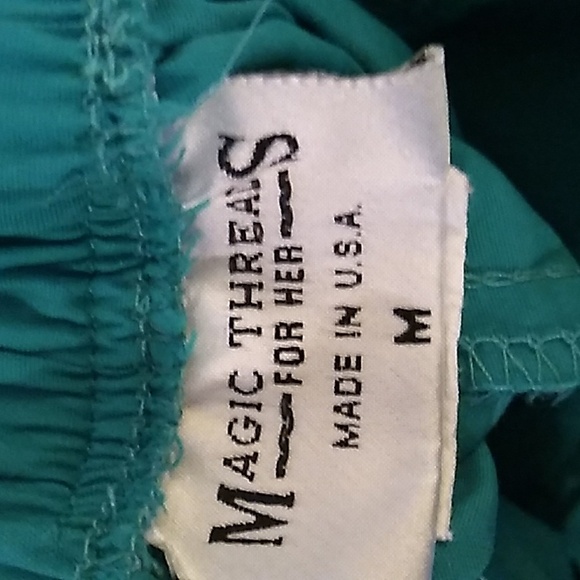 MAGIC THREADS
FOR HER
MADE IN U.S.A.
M